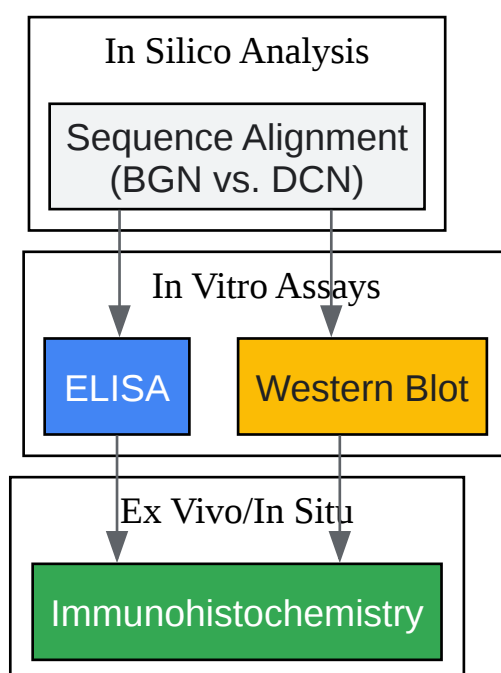 In Silico Analysis
Sequence Alignment
(BGN vs. DCN)
In Vitro Assays
ELISA
Western Blot
Ex Vivo/In Situ
Immunohistochemistry